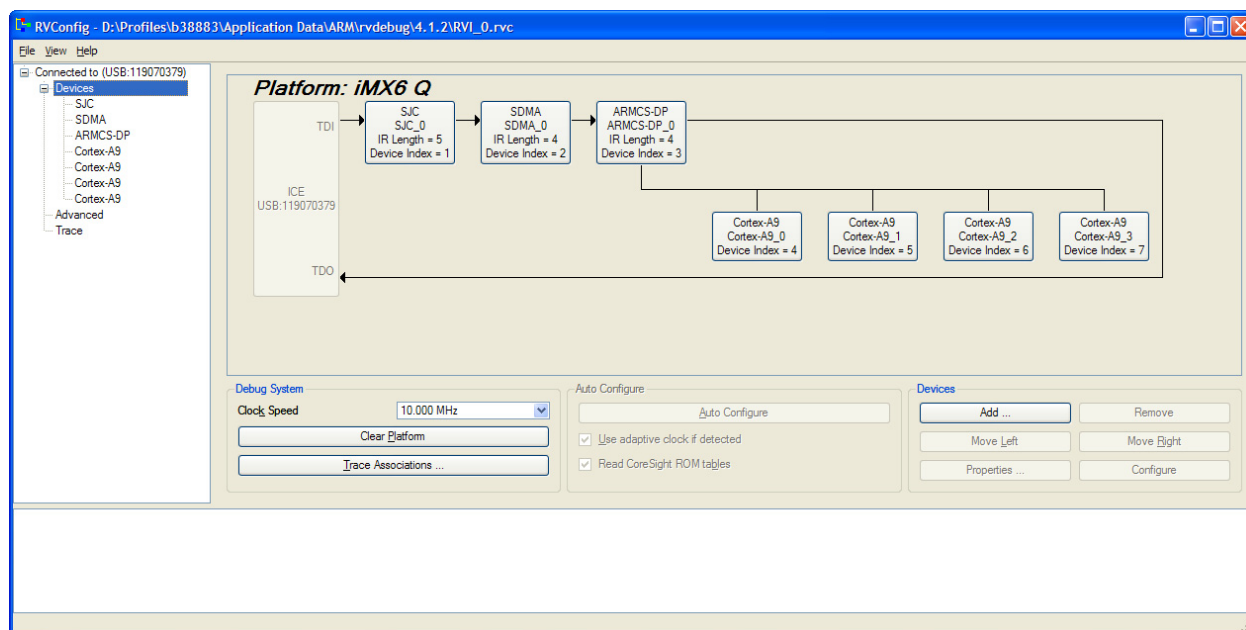 RVConfig - D:\Profiles\b38883\Application Data\ARM\rvdebug\4.1.2\RVI_0.rvc
File View Help
Connected to (USB:119070379)
Devices
SJC
SDMA
ARMCS-DP
Cortex-A9
Cortex-A9
Cortex-A9
Cortex-A9
Advanced
Trace
Platform: iMX6 Q
TDI
ICE
USB:119070379
TDO
SJC
SJC_0
IR Length = 5
Device Index = 1
SDMA
SDMA_0
IR Length = 4
Device Index = 2
ARMCS-DP
ARMCS-DP_0
IR Length = 4
Device Index = 3
Cortex-A9
Cortex-A9_0
Device Index = 4
Cortex-A9
Cortex-A9_1
Device Index = 5
Cortex-A9
Cortex-A9_2
Device Index = 6
Cortex-A9
Cortex-A9_3
Device Index = 7
Debug System
Clock Speed 10.000 MHz
Clear Platform
Trace Associations ...
Auto Configure
Auto Configure
Use adaptive clock if detected
Read CoreSight ROM tables
Devices
Add ... Remove
Move Left Move Right
Properties ... Configure